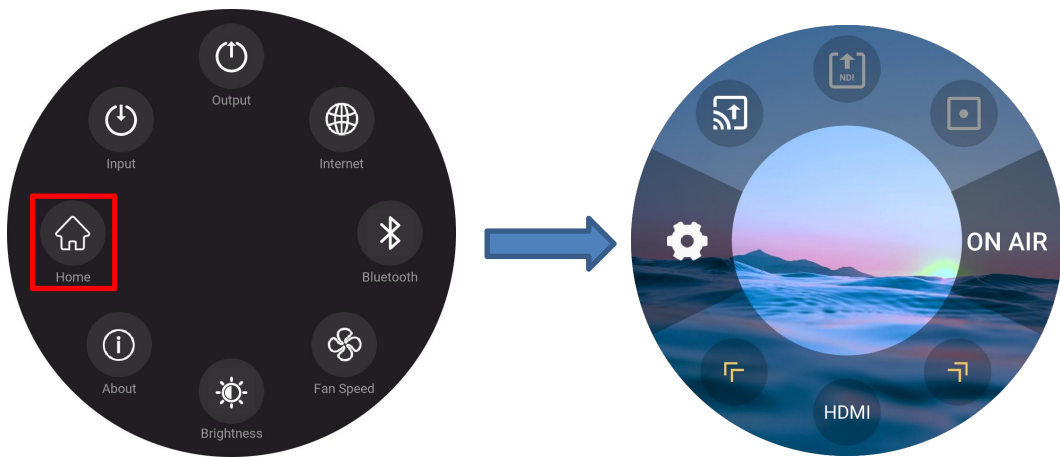 Output
Input
Internet
Home
Bluetooth
About
Fan Speed
Brightness
NDI
ON AIR
HDMI